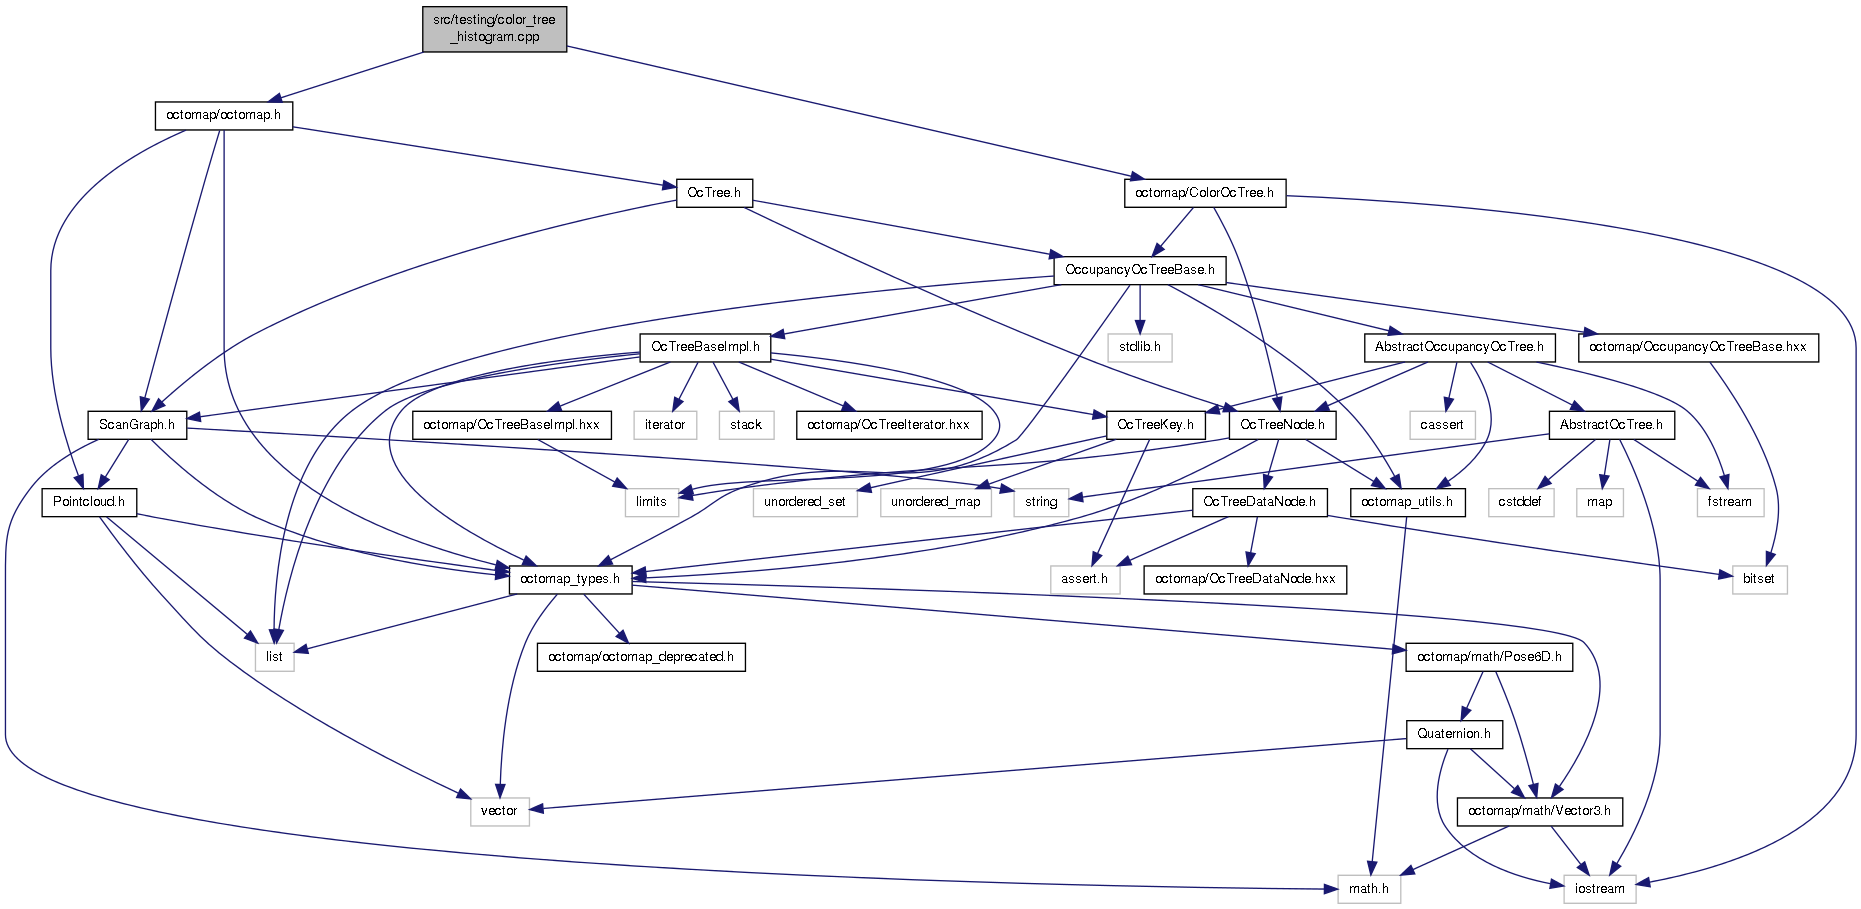 src/testing/color_tree
_histogram.cpp
octomap/octomap.h
OcTree.h
octomap/ColorOcTree.h
OccupancyOcTreeBase.h
OcTreeBaseImpl.h
stdlib.h
AbstractOccupancyOcTree.h
octomap/OccupancyOcTreeBase.hxx
ScanGraph.h
octomap/OcTreeBaseImpl.hxx
iterator
stack
octomap/OcTreeIterator.hxx
OcTreeKey.h
OcTreeNode.h
cassert
AbstractOcTree.h
Pointcloud.h
limits
unordered_set
unordered_map
string
OcTreeDataNode.h
octomap_utils.h
cstddef
map
fstream
octomap_types.h
assert.h
octomap/OcTreeDataNode.hxx
bitset
list
octomap/octomap_deprecated.h
octomap/math/Pose6D.h
Quaternion.h
vector
octomap/math/Vector3.h
math.h
iostream